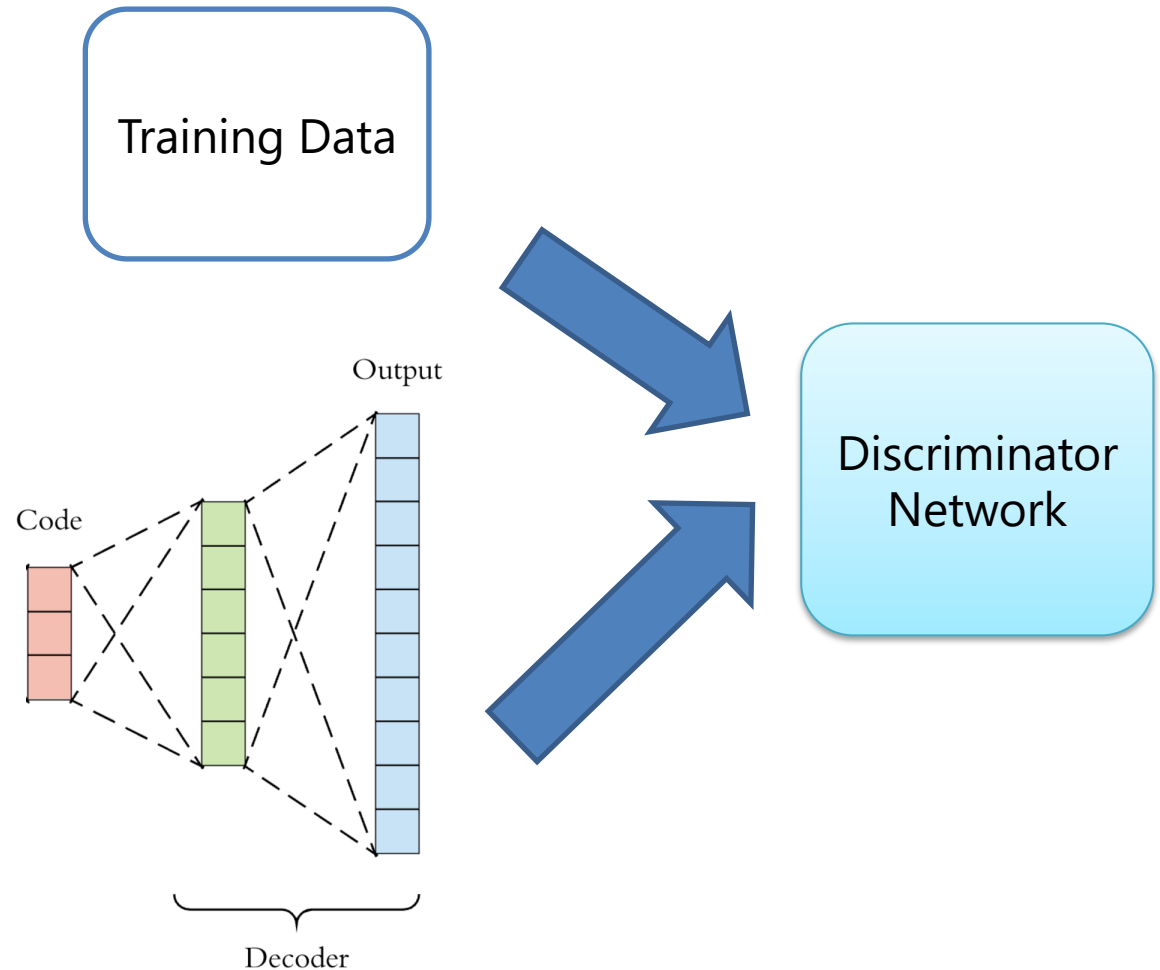 Training Data
Output
Code
Discriminator
Network
Decoder